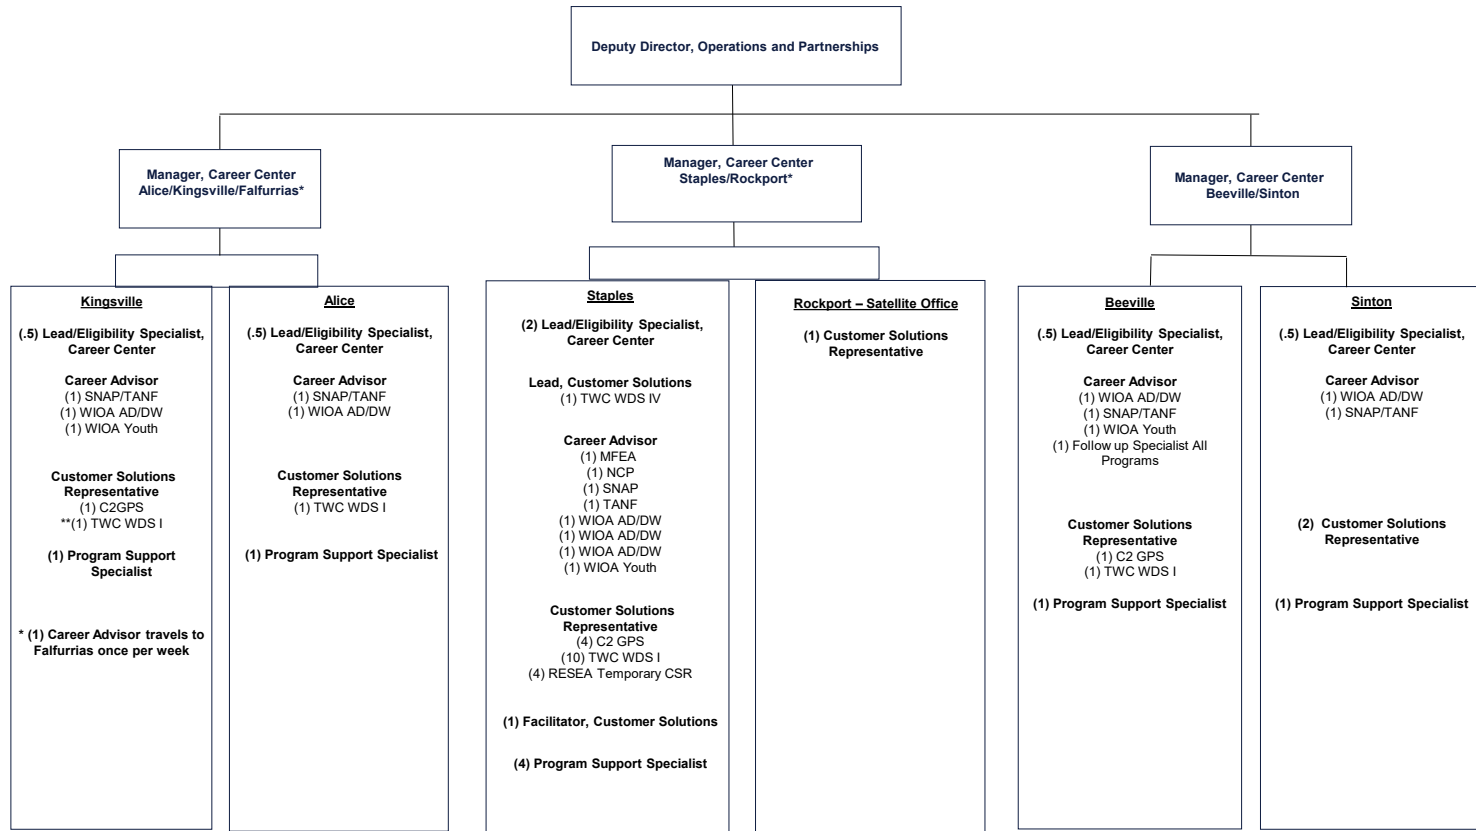 Deputy Director, Operations and Partnerships
Manager, Career Center
Alice/Kingsville/Falfurrias*
Manager, Career Center
Staples/Rockport*
Manager, Career Center
Beeville/Sinton
Kingsville
(.5) Lead/Eligibility Specialist,
Career Center
Career Advisor
(1) SNAP/TANF
(1) WIOA AD/DW
(1) WIOA Youth
Customer Solutions
Representative
(1) C2GPS
**(1) TWC WDS I
(1) Program Support
Specialist
* (1) Career Advisor travels to
Falfurrias once per week
Alice
(.5) Lead/Eligibility Specialist,
Career Center
Career Advisor
(1) SNAP/TANF
(1) WIOA AD/DW
Customer Solutions
Representative
(1) TWC WDS I
(1) Program Support Specialist
Staples
(2) Lead/Eligibility Specialist,
Career Center
Lead, Customer Solutions
(1) TWC WDS IV
Career Advisor
(1) MFEA
(1) NCP
(1) SNAP
(1) TANF
(1) WIOA AD/DW
(1) WIOA AD/DW
(1) WIOA AD/DW
(1) WIOA Youth
Customer Solutions
Representative
(4) C2 GPS
(10) TWC WDS I
(4) RESEA Temporary CSR
(1) Facilitator, Customer Solutions
(4) Program Support Specialist
Rockport – Satellite Office
(1) Customer Solutions
Representative
Beeville
(.5) Lead/Eligibility Specialist,
Career Center
Career Advisor
(1) WIOA AD/DW
(1) SNAP/TANF
(1) WIOA Youth
(1) Follow up Specialist All
Programs
Customer Solutions
Representative
(1) C2 GPS
(1) TWC WDS I
(1) Program Support Specialist
Sinton
(.5) Lead/Eligibility Specialist,
Career Center
Career Advisor
(1) WIOA AD/DW
(1) SNAP/TANF
(2) Customer Solutions
Representative
(1) Program Support Specialist